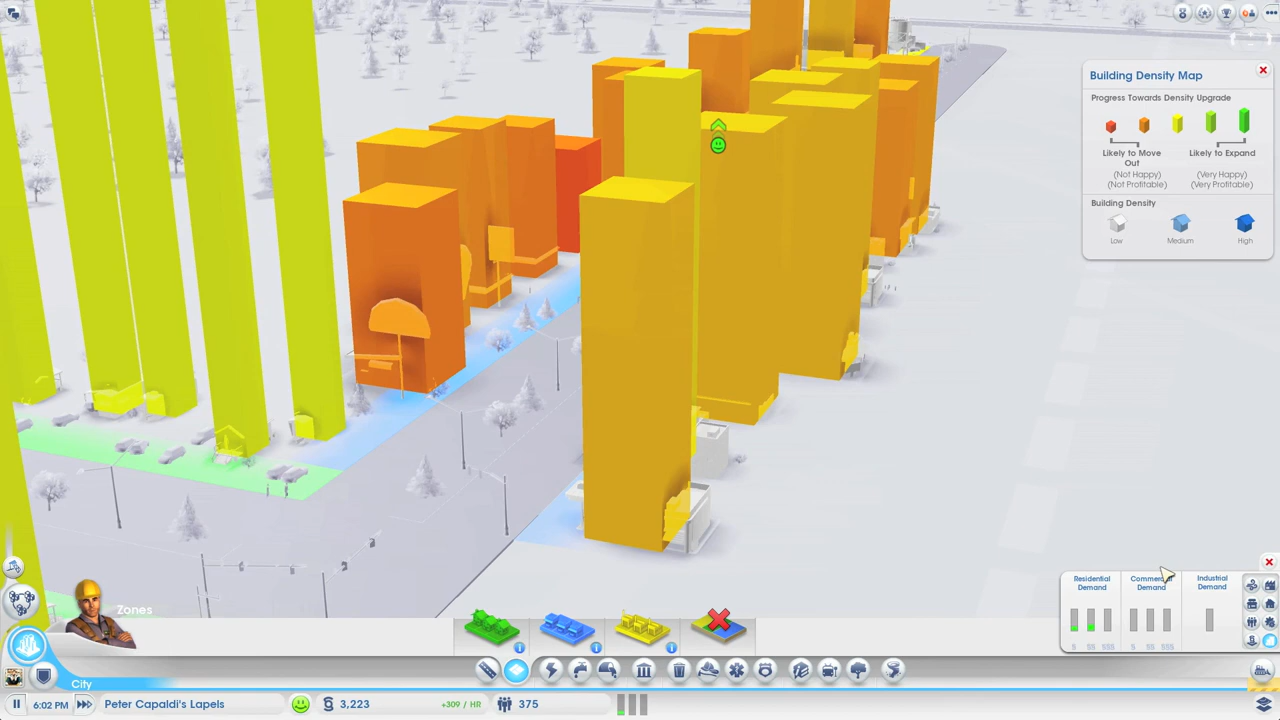 Building Density Map
Progress Towards Density Upgrade
Likely to Move Out
(Not Happy)
(Not Profitable)
Likely to Expand
(Very Happy)
(Very Profitable)
Building Density
Low
Medium
High
Residential Demand
Demand
Industrial Demand
$ $$ $$$
$ $$ $$$
Zones
City
6:02 PM
Peter Capaldi's Lapels
3,223
+309 / HR
375